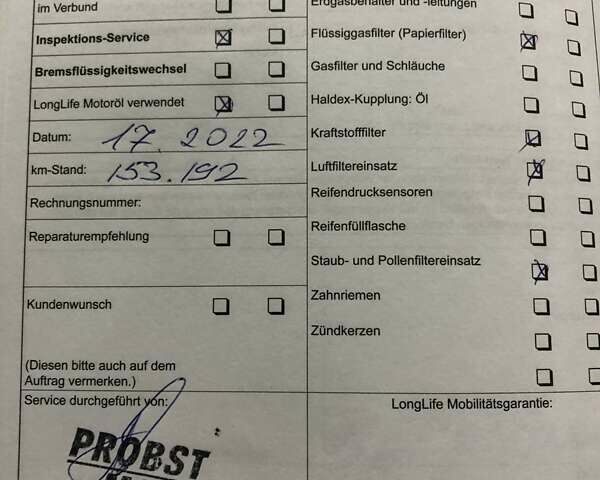 im Verbund
Inspektions-Service
Bremsflüssigkeitswechsel
LongLife Motoröl verwendet
Datum: 17. 2022
km-Stand: 153.192
Rechnungsnummer:
Reparaturempfehlung
Kundenwunsch
(Diesen bitte auch auf dem
Auftrag vermerken.)
Service durchgeführt von:
PROBST
Erdgasbehälter und -leitungen
Flüssiggasfilter (Papierfilter)
Gasfilter und Schläuche
Haldex-Kupplung: Öl
Kraftstofffilter
Luftfiltereinsatz
Reifendrucksensoren
Reifenfüllflasche
Staub- und Pollenfiltereinsatz
Zahnriemen
Zündkerzen
LongLife Mobilitätsgarantie: